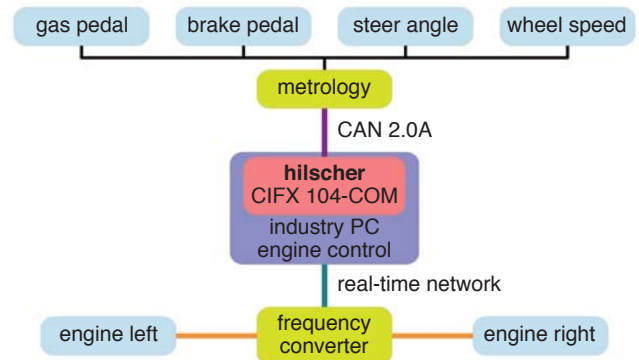 gas pedal
brake pedal
steer angle
wheel speed
metrology
CAN 2.0A
hilscher
CIFX 104-COM
industry PC
engine control
real-time network
engine left
frequency
converter
engine right